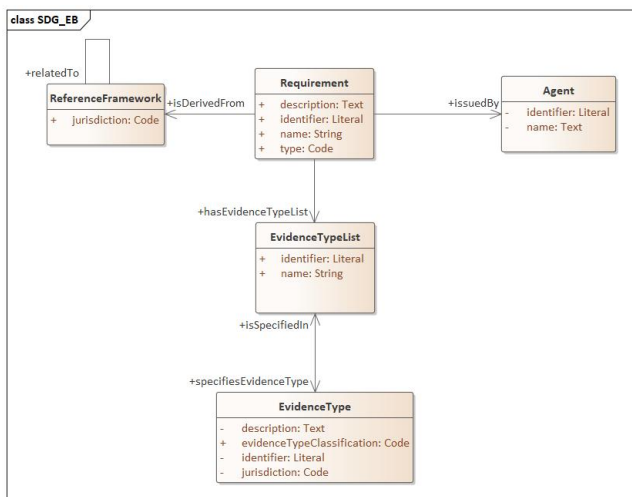 class SDG_EB
+relatedTo
ReferenceFramework
+ jurisdiction: Code
+isDerivedFrom
Requirement
+ description: Text
+ identifier: Literal
+ name: String
+ type: Code
+issuedBy
Agent
- identifier: Literal
- name: Text
+hasEvidenceTypeList
EvidenceTypeList
+ identifier: Literal
+ name: String
+isSpecifiedIn
+specifiesEvidenceType
EvidenceType
- description: Text
+ evidenceTypeClassification: Code
- identifier: Literal
- jurisdiction: Code